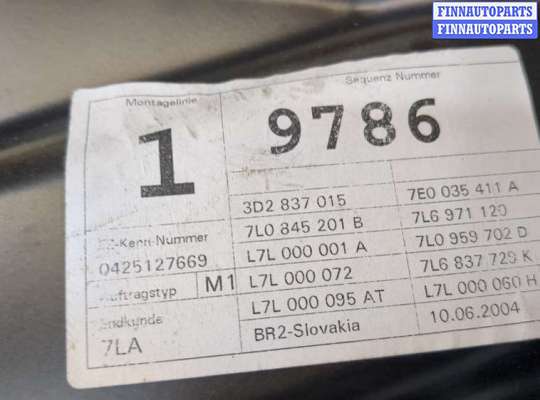 FINNAUTOPARTS
FINNAUTOPARTS
Montagelinie
Sequenz Nummer
1
9786
-Kenn-Nummer
0425127669
M1
7LA
3D2 837 015
7L0 845 201 B
L7L 000 001 A
L7L 000 072
L7L 000 095 AT
BR2-Slovakia
7E0 035 411 A
7L6 971 120
7L0 959 702 D
7L6 837 729 K
L7L 000 060 H
10.06.2004